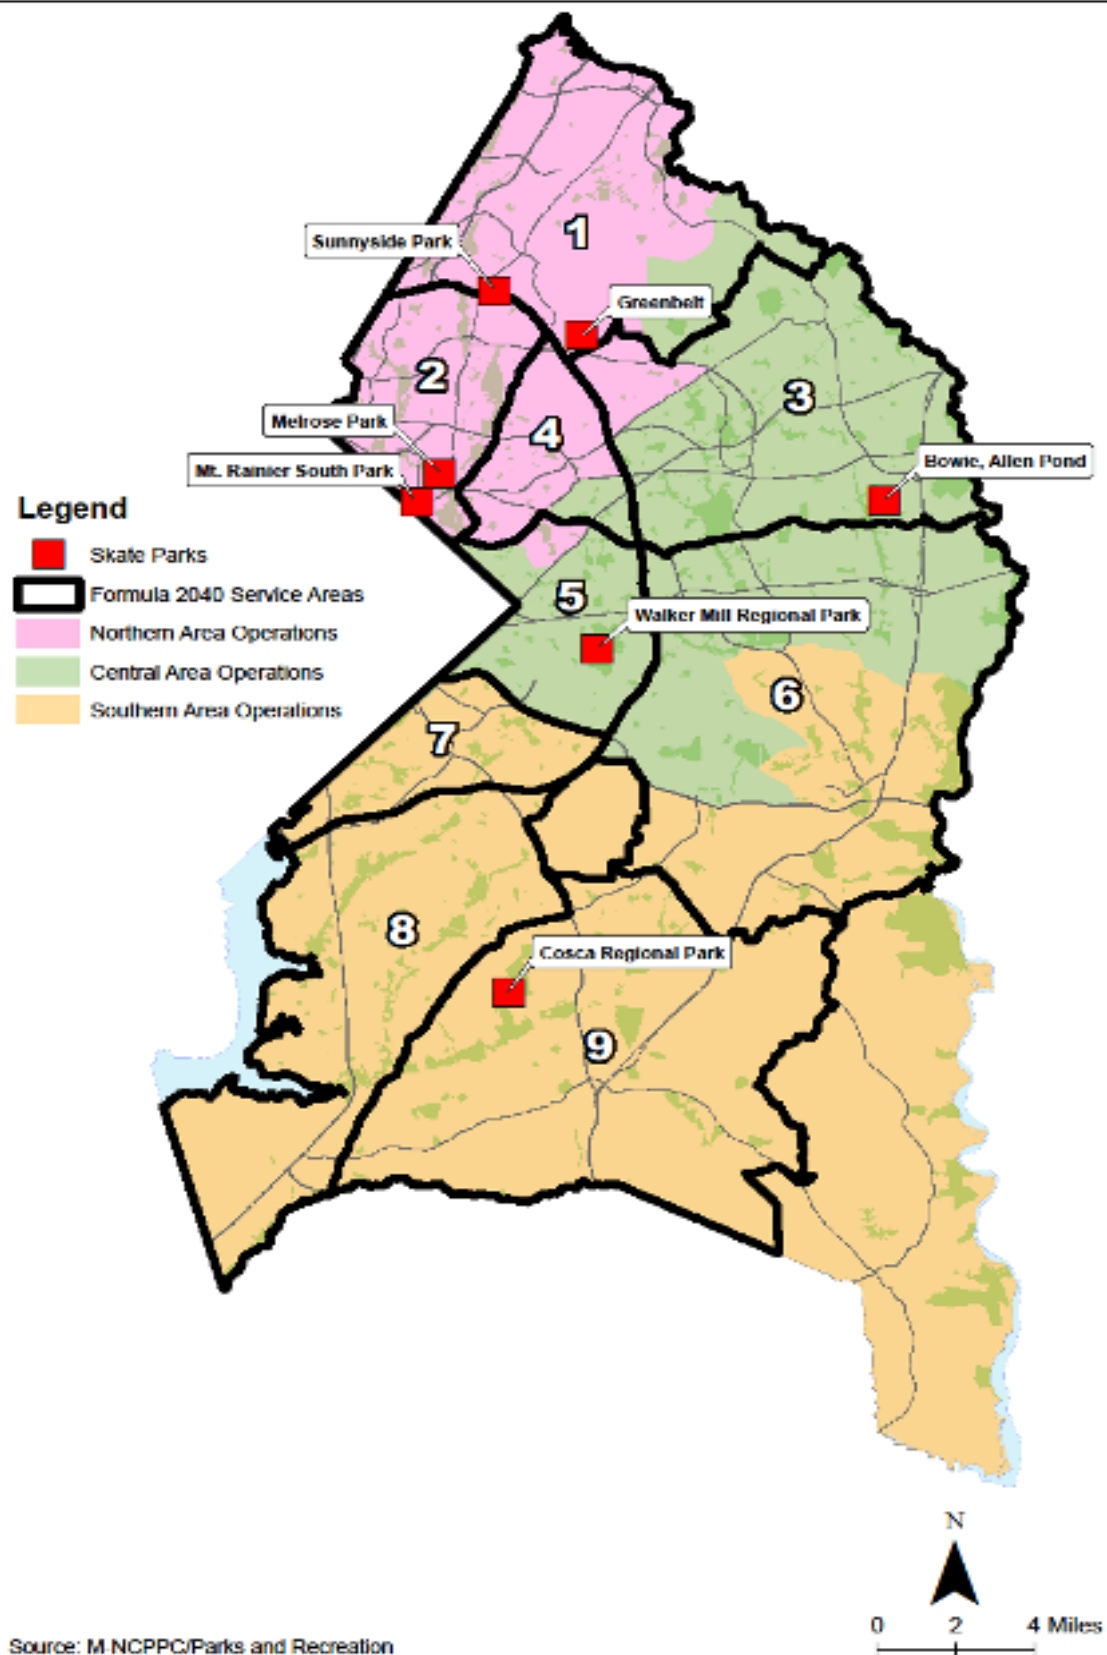 1
Sunnyside Park
Greenbelt
2
3
Melrose Park
4
Mt. Rainier South Park
Bowie, Allen Pond
Legend
Skate Parks
Formula 2040 Service Areas
Northern Area Operations
Central Area Operations
Southern Area Operations
5
Walker Mill Regional Park
6
7
8
Cosca Regional Park
9
N
0 2 4 Miles
Source: M-NCPPC/Parks and Recreation